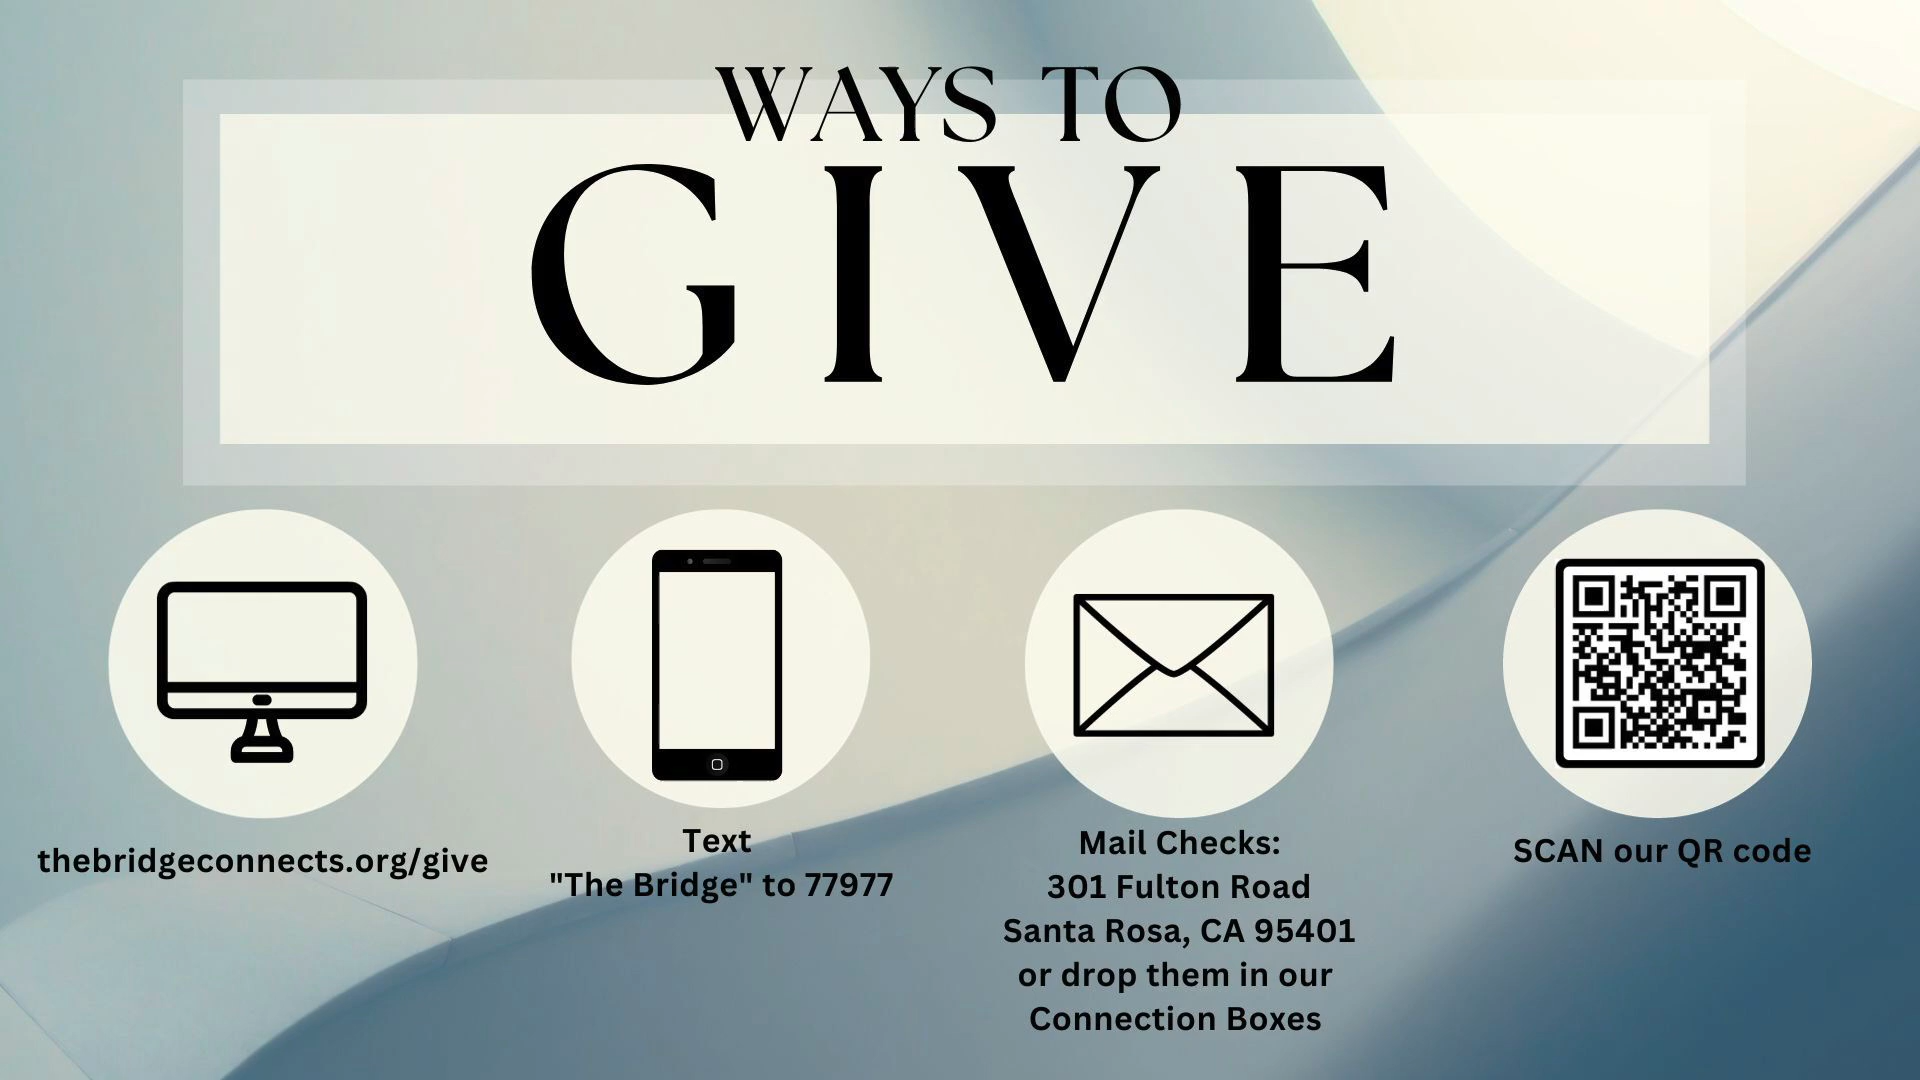 WAYS TO
GIVE
thebridgeconnects.org/give
Text
"The Bridge" to 77977
Mail Checks:
301 Fulton Road
Santa Rosa, CA 95401
or drop them in our
Connection Boxes
SCAN our QR code